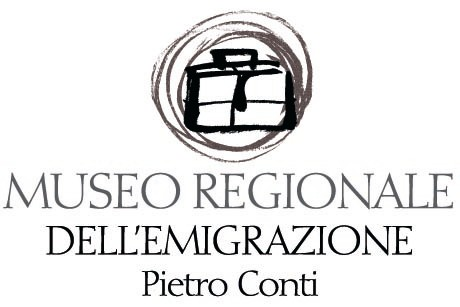 MUSEO REGIONALE
DELL'EMIGRAZIONE
Pietro Conti